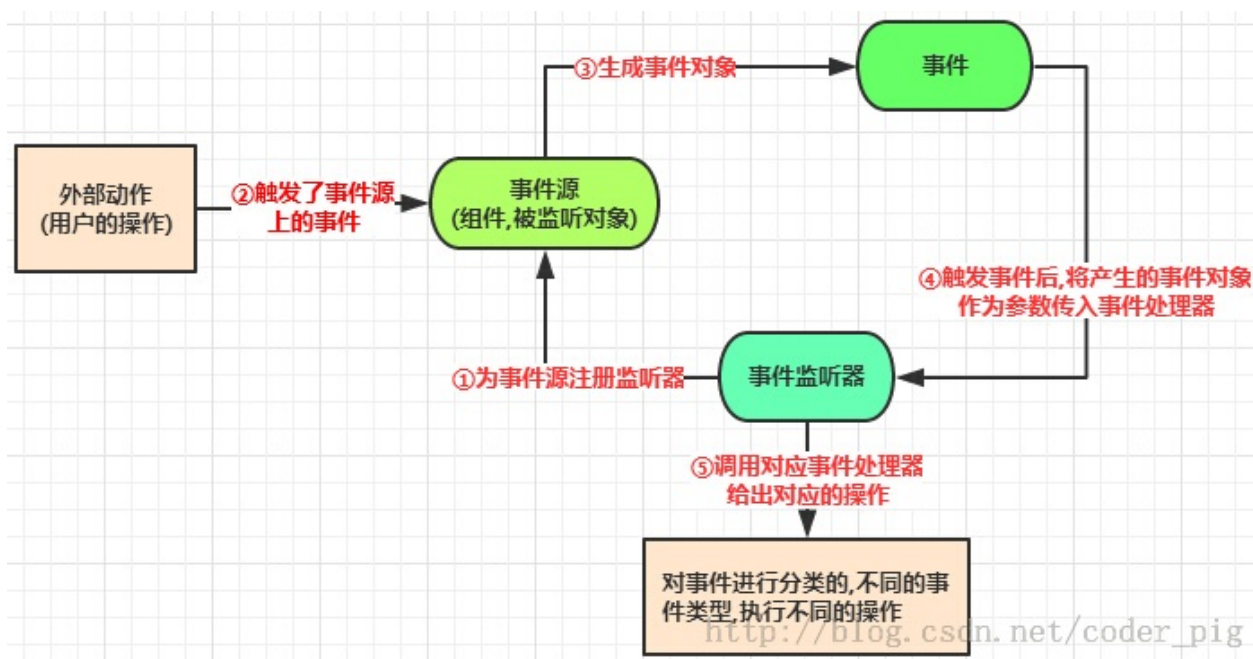 ③生成事件对象
事件
外部动作
(用户的操作)
②触发了事件源
上的事件
事件源
(组件,被监听对象)
④触发事件后,将产生的事件对象
作为参数传入事件处理器
①为事件源注册监听器
事件监听器
⑤调用对应事件处理器
给出对应的操作
对事件进行分类的,不同的事
件类型,执行不同的操作
http://blog.csdn.net/coder_pig